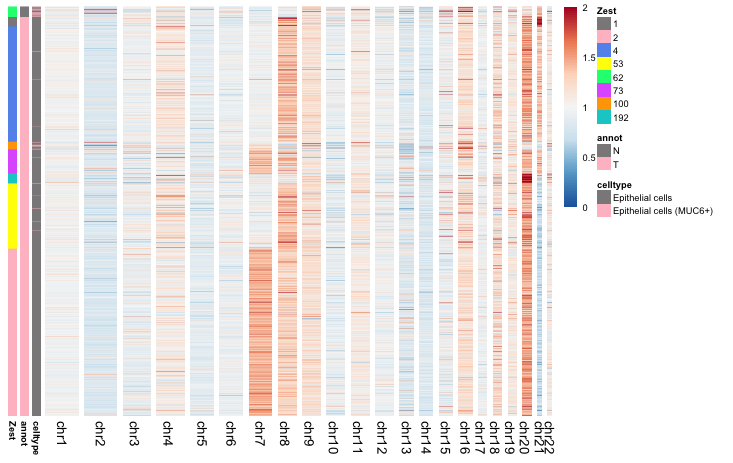 2
1.5
1
0.5
0
Zest
1
2
4
53
62
73
100
192
annot
N
T
celltype
Epithelial cells
Epithelial cells (MUC6+)
Zest
annot
celltype
chr1
chr2
chr3
chr4
chr5
chr6
chr7
chr8
chr9
chr10
chr11
chr12
chr13
chr14
chr15
chr16
chr17
chr18
chr19
chr20
chr21
chr22